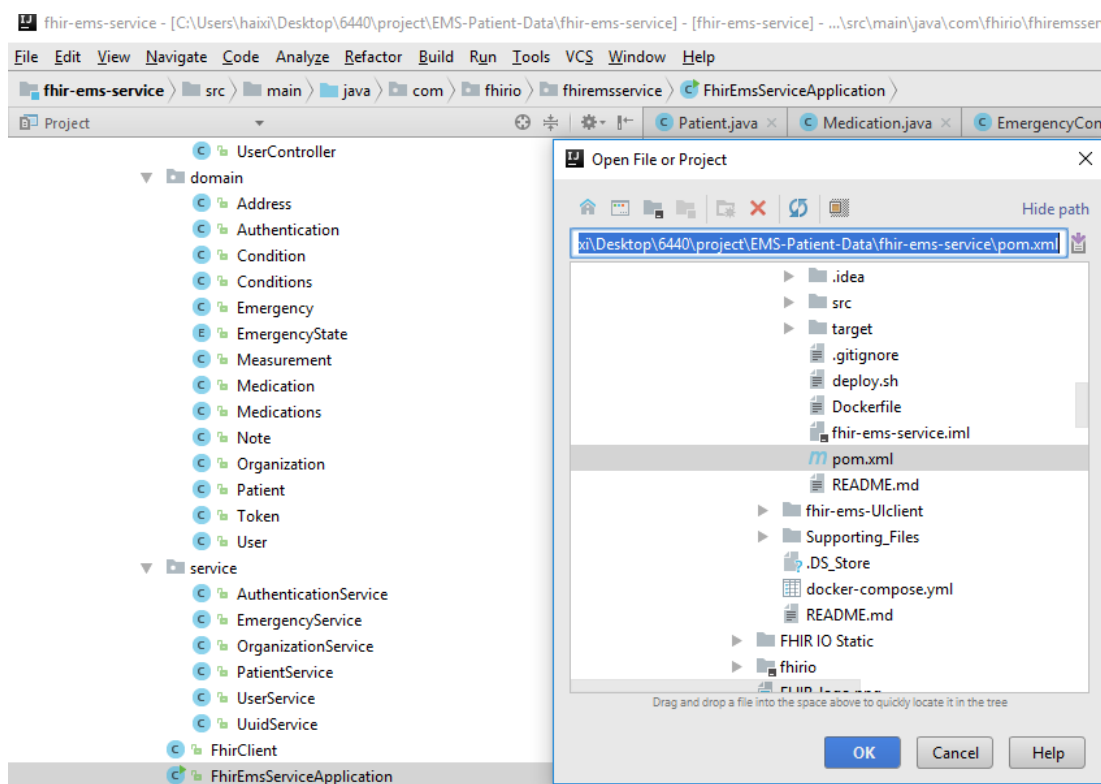 fhir-ems-service - [C:\Users\haixi\Desktop\6440\project\EMS-Patient-Data\fhir-ems-service] - [fhir-ems-service] - ...\src\main\java\com\fhirio\fhiremsser
File Edit View Navigate Code Analyze Refactor Build Run Tools VCS Window Help
fhir-ems-service src main java com fhirio fhiremsservice FhirEmsServiceApplication
Project Patient.java Medication.java EmergencyCon
UserController
domain
Address
Authentication
Condition
Conditions
Emergency
EmergencyState
Measurement
Medication
Medications
Note
Organization
Patient
Token
User
service
AuthenticationService
EmergencyService
OrganizationService
PatientService
UserService
UuidService
FhirClient
FhirEmsServiceApplication
Open File or Project
Hide path
xi\Desktop\6440\project\EMS-Patient-Data\fhir-ems-service\pom.xml
.idea
src
target
.gitignore
deploy.sh
Dockerfile
fhir-ems-service.iml
pom.xml
README.md
fhir-ems-UIclient
Supporting_Files
.DS_Store
docker-compose.yml
README.md
FHIR IO Static
fhirio
Drag and drop a file into the space above to quickly locate it in the tree
OK Cancel Help